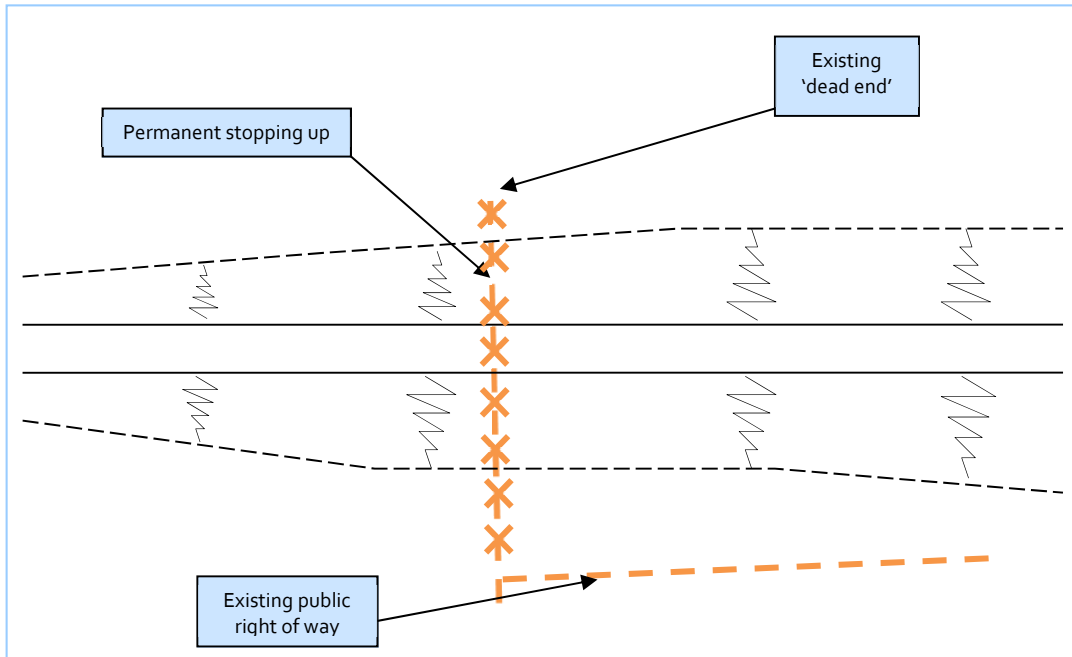 Existing
‘dead end’
Permanent stopping up
Existing public
right of way